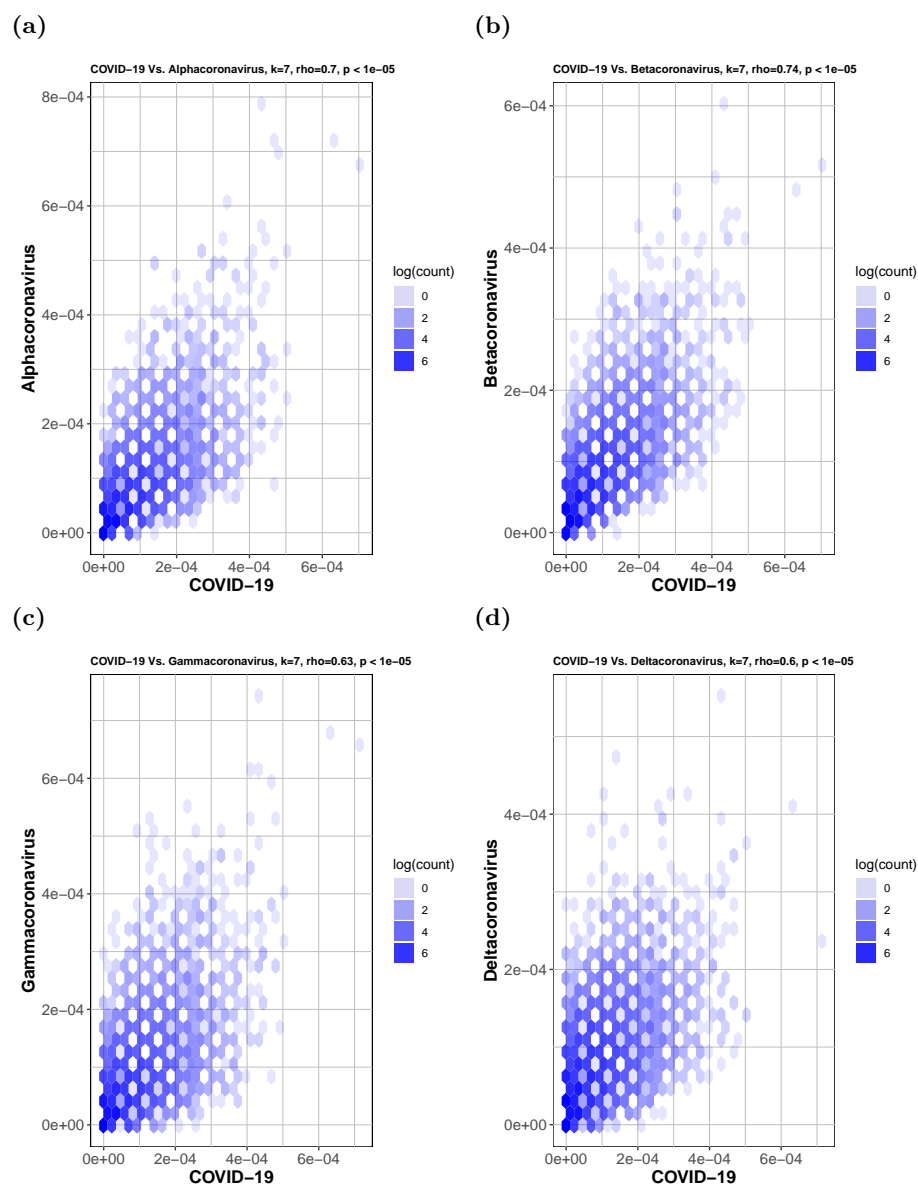 (a)
COVID−19 Vs. Alphacoronavirus, k=7, rho=0.7, p < 1e−05
8e−04
6e−04
4e−04
2e−04
0e+00
Alphacoronavirus
0e+00 2e−04 4e−04 6e−04
COVID−19
log(count)
0
2
4
6
(b)
COVID−19 Vs. Betacoronavirus, k=7, rho=0.74, p < 1e−05
6e−04
4e−04
2e−04
0e+00
Betacoronavirus
0e+00 2e−04 4e−04 6e−04
COVID−19
log(count)
0
2
4
6
(c)
COVID−19 Vs. Gammacoronavirus, k=7, rho=0.63, p < 1e−05
6e−04
4e−04
2e−04
0e+00
Gammacoronavirus
0e+00 2e−04 4e−04 6e−04
COVID−19
log(count)
0
2
4
6
(d)
COVID−19 Vs. Deltacoronavirus, k=7, rho=0.6, p < 1e−05
4e−04
2e−04
0e+00
Deltacoronavirus
0e+00 2e−04 4e−04 6e−04
COVID−19
log(count)
0
2
4
6